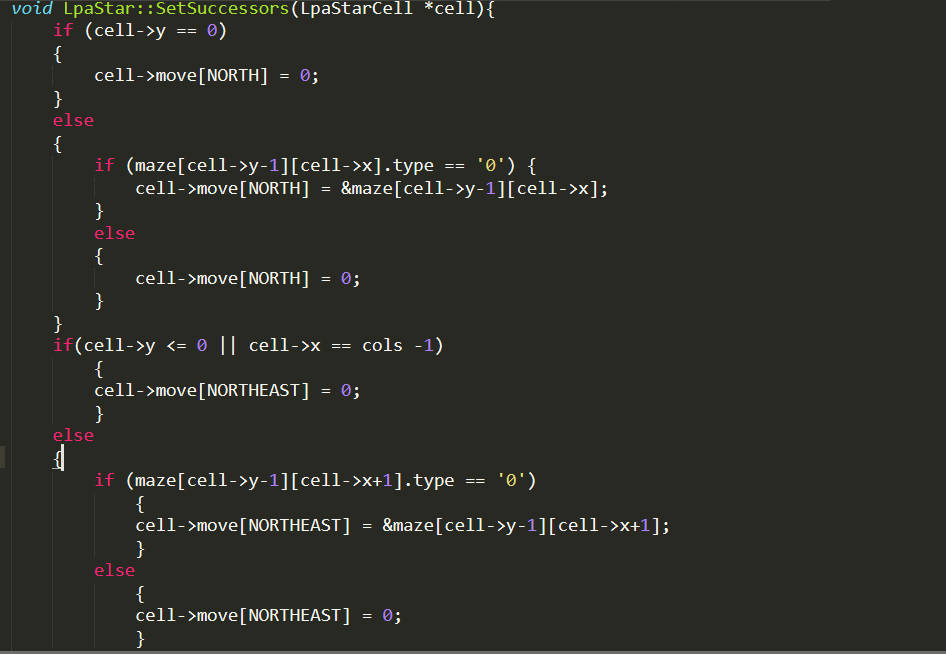 void LpaStar::SetSuccessors(LpaStarCell *cell){
    if (cell->y == 0)
    {
        cell->move[NORTH] = 0;
    }
    else
    {
        if (maze[cell->y-1][cell->x].type == '0') {
            cell->move[NORTH] = &maze[cell->y-1][cell->x];
        }
        else
        {
            cell->move[NORTH] = 0;
        }
    }
    if(cell->y <= 0 || cell->x == cols -1)
        {
        cell->move[NORTHEAST] = 0;
        }
    else
    {
        if (maze[cell->y-1][cell->x+1].type == '0')
            {
            cell->move[NORTHEAST] = &maze[cell->y-1][cell->x+1];
            }
        else
            {
            cell->move[NORTHEAST] = 0;
            }